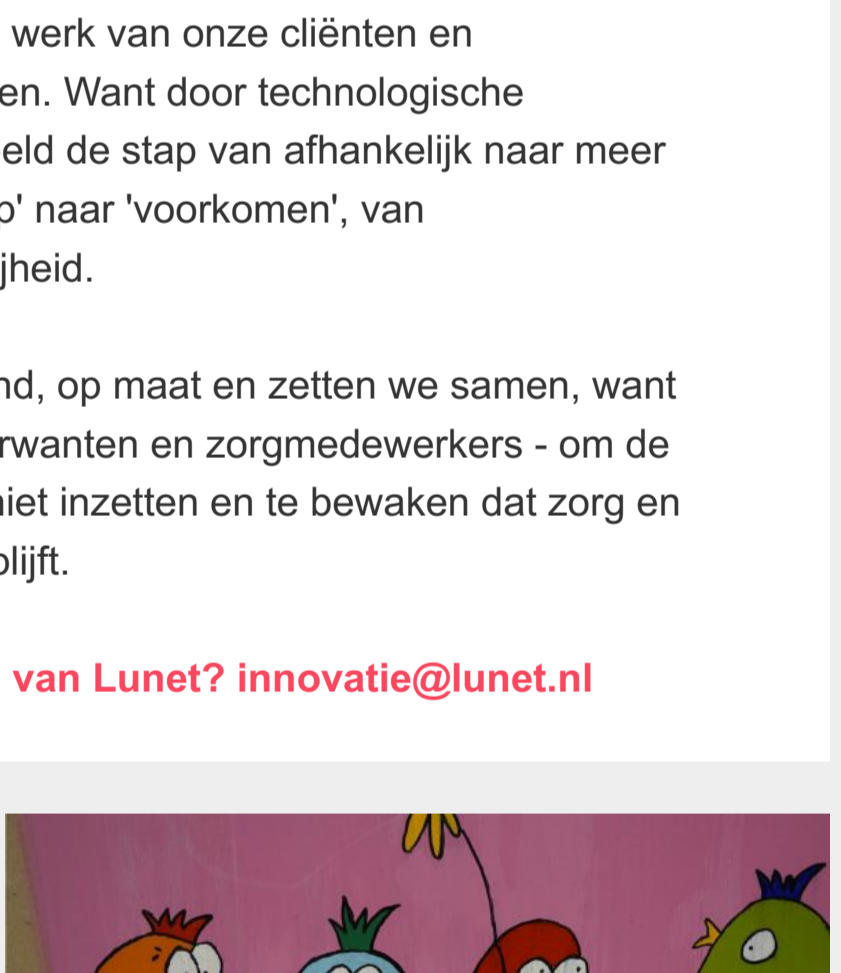 werk van onze cliënten en
en. Want door technologische
eld de stap van afhankelijk naar meer
p' naar 'voorkomen', van
jheid.
nd, op maat en zetten we samen, want
rwanten en zorgmedewerkers - om de
niet inzetten en te bewaken dat zorg en
blijft.
van Lunet? innovatie@lunet.nl